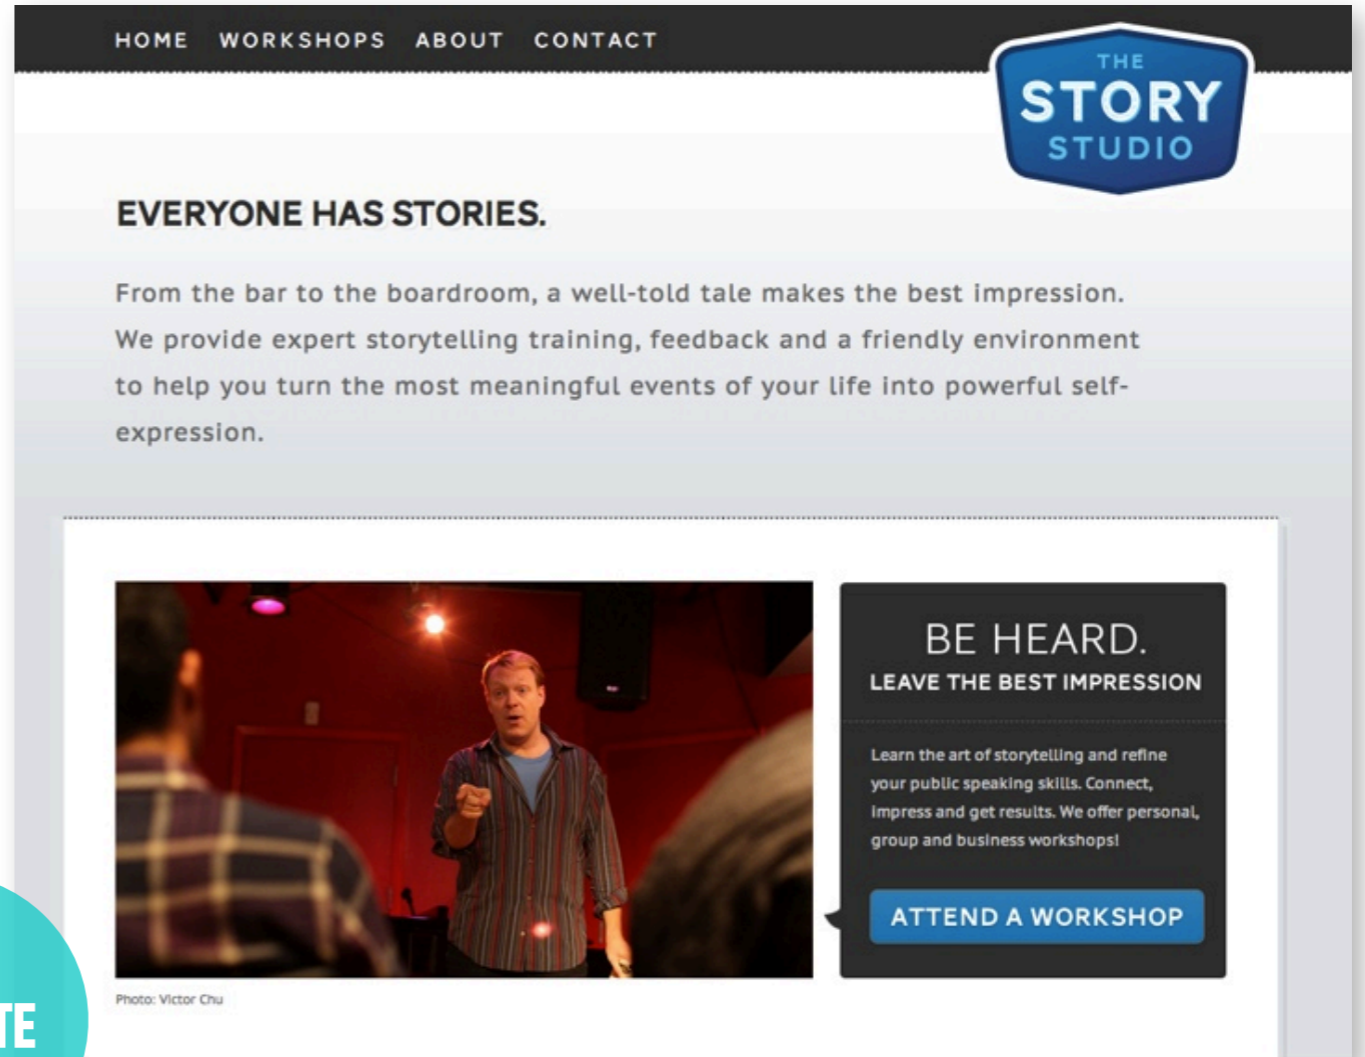 HOME WORKSHOPS ABOUT CONTACT
THE
STORY
STUDIO
EVERYONE HAS STORIES.
From the bar to the boardroom, a well-told tale makes the best impression.
We provide expert storytelling training, feedback and a friendly environment
to help you turn the most meaningful events of your life into powerful self-
expression.
BE HEARD.
LEAVE THE BEST IMPRESSION
Learn the art of storytelling and refine
your public speaking skills. Connect,
impress and get results. We offer personal,
group and business workshops!
ATTEND A WORKSHOP
Photo: Victor Chu
TE